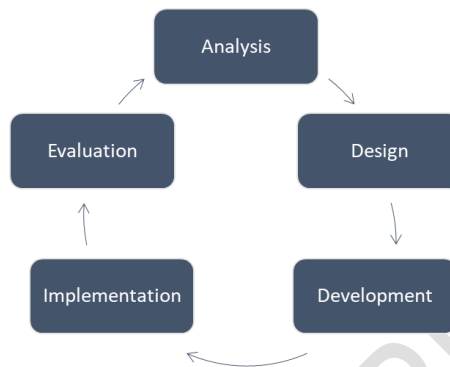 Analysis
Evaluation
Design
Implementation
Development